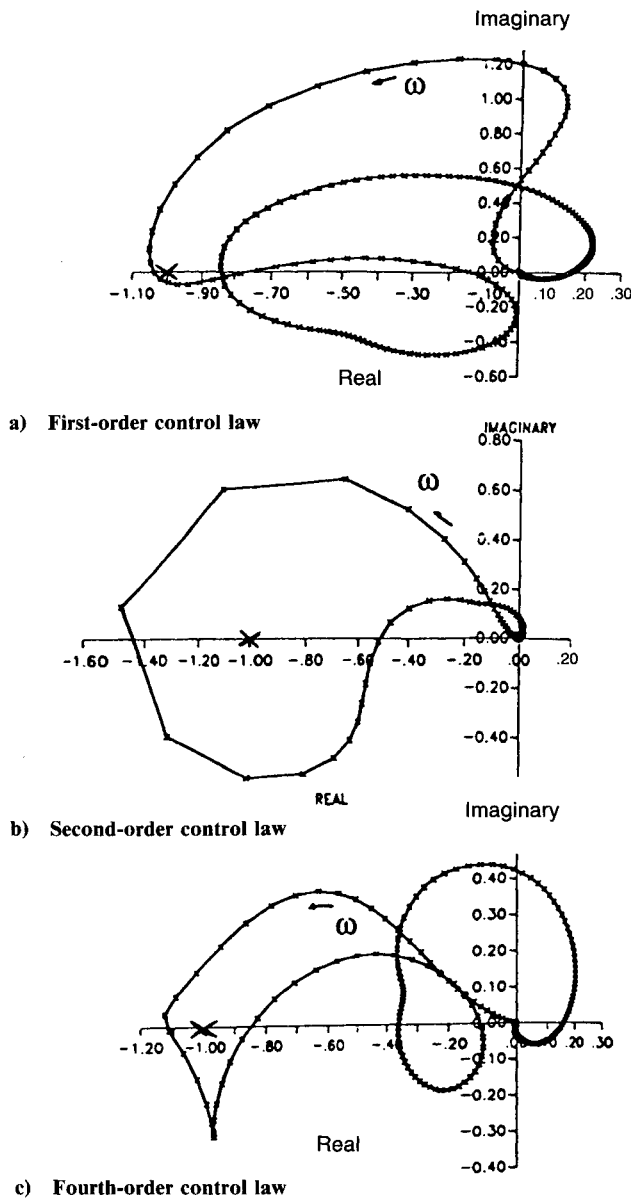 Imaginary
1.20
1.00
0.80
0.60
0.40
0.20
0.00
-1.10 -.90 -.70 -.50 -.30 0.10 .20 .30
-0.20
-0.40
-0.60
ω
Real
a) First-order control law
IMAGINARY
0.80
0.60
0.40
0.20
0.00
-1.60 -1.40 -1.20 -1.00 -.80 -.60 -.40 -.20 .00 .20
-0.20
-0.40
ω
REAL
b) Second-order control law
Imaginary
0.40
0.30
0.20
0.10
0.00
-1.20 -1.00 -.80 -.60 -.40 -.20 .00 .10 .20 .30
-0.10
-0.20
-0.30
-0.40
ω
Real
c) Fourth-order control law